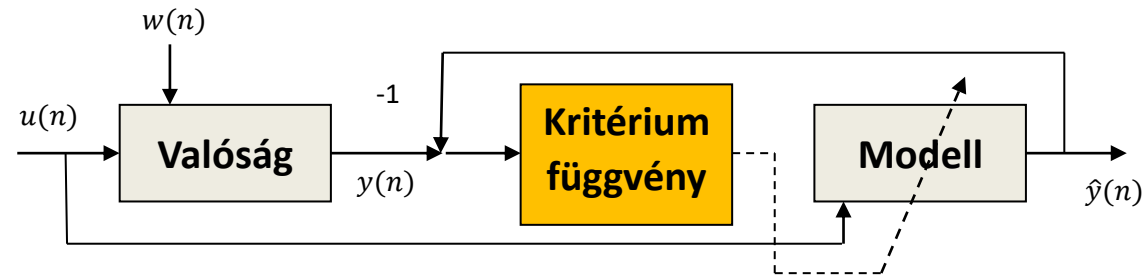 w(n)
u(n)
Valóság
-1
y(n)
Kritérium
függvény
Modell
ŷ(n)